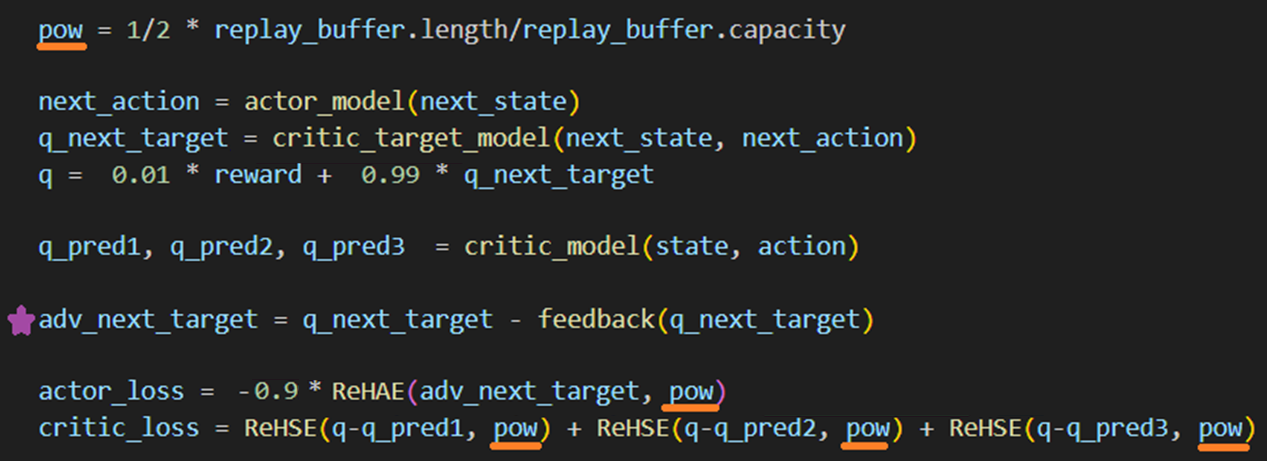 pow = 1/2 * replay_buffer.length/replay_buffer.capacity
next_action = actor_model(next_state)
q_next_target = critic_target_model(next_state, next_action)
q =  0.01 * reward +  0.99 * q_next_target
q_pred1, q_pred2, q_pred3  = critic_model(state, action)
adv_next_target = q_next_target - feedback(q_next_target)
actor_loss = -0.9 * ReHAE(adv_next_target, pow)
critic_loss = ReHSE(q-q_pred1, pow) + ReHSE(q-q_pred2, pow) + ReHSE(q-q_pred3, pow)